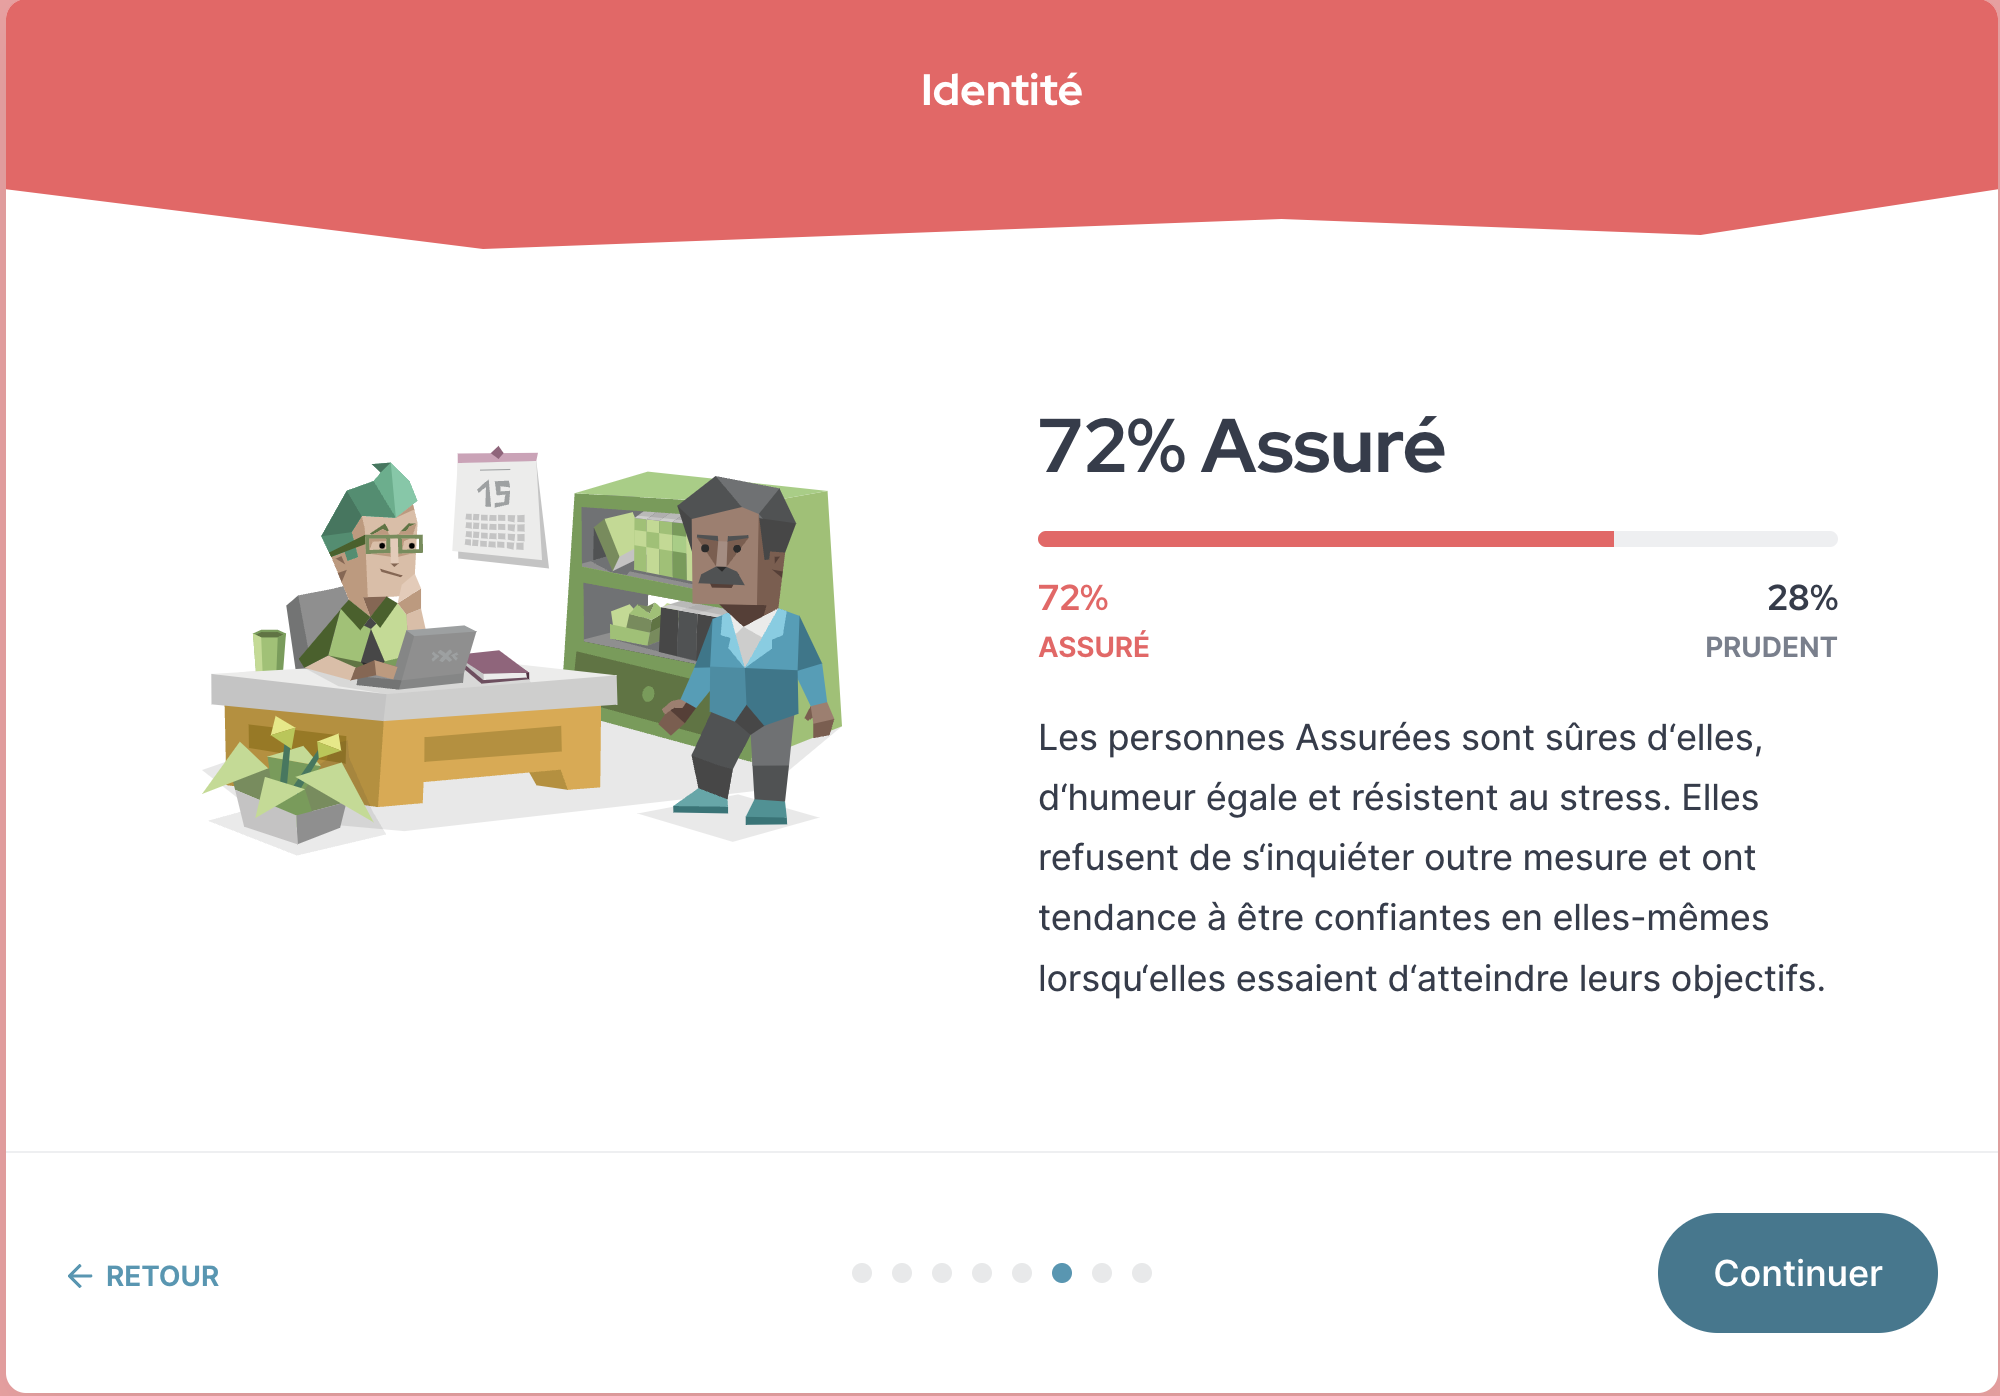 Identité
15
72% Assuré
72%
28%
ASSURÉ
PRUDENT
Les personnes Assurées sont sûres d‘elles,
d‘humeur égale et résistent au stress. Elles
refusent de s‘inquiéter outre mesure et ont
tendance à être confiantes en elles-mêmes
lorsqu‘elles essaient d‘atteindre leurs objectifs.
← RETOUR
Continuer